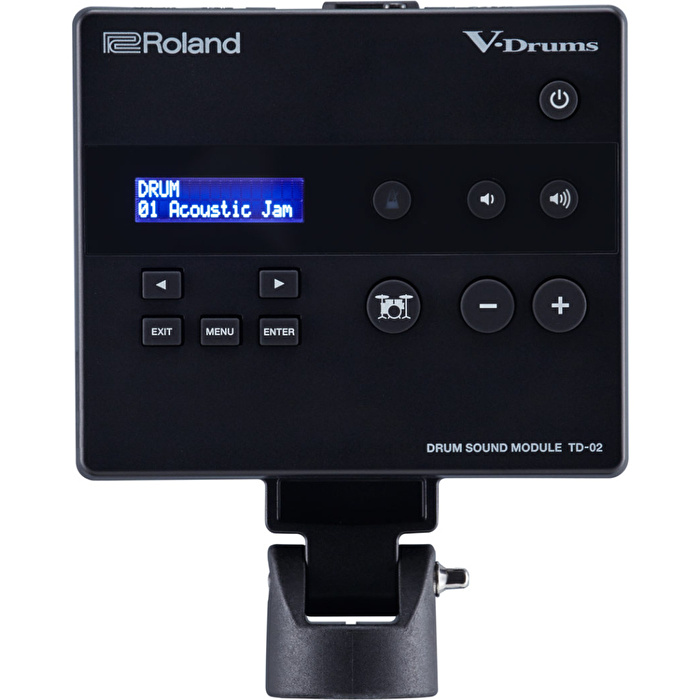 Roland
V-Drums
DRUM
01 Acoustic Jam
EXIT
MENU
ENTER
DRUM SOUND MODULE TD-02